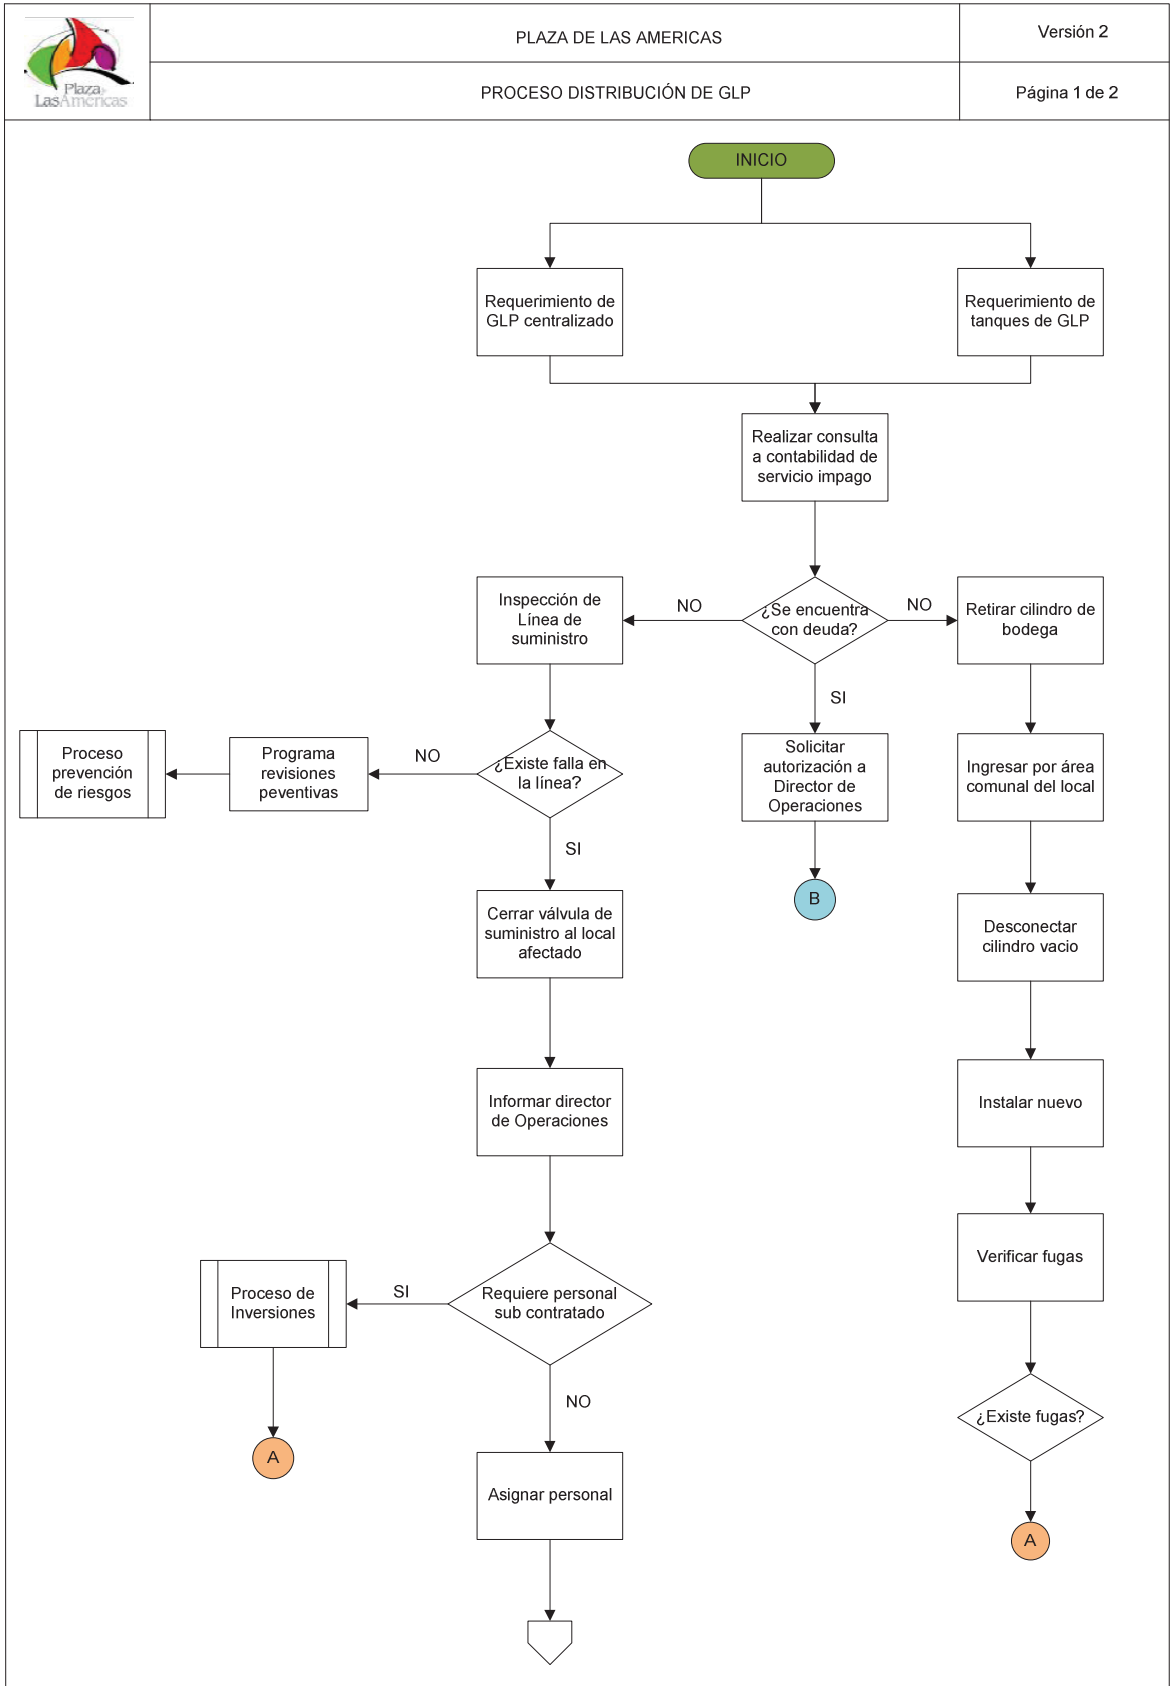 Plaza
LasAméricas
PLAZA DE LAS AMERICAS
PROCESO DISTRIBUCIÓN DE GLP
Versión 2
Página 1 de 2
INICIO
Requerimiento de
GLP centralizado
Requerimiento de
tanques de GLP
Realizar consulta
a contabilidad de
servicio impago
Inspección de
Línea de
suministro
NO
¿Se encuentra
con deuda?
NO
Retirar cilindro de
bodega
SI
Proceso
prevención
de riesgos
Programa
revisiones
peventivas
NO
¿Existe falla en
la línea?
Solicitar
autorización a
Director de
Operaciones
Ingresar por área
comunal del local
SI
B
Cerrar válvula de
suministro al local
afectado
Desconectar
cilindro vacio
Informar director
de Operaciones
Instalar nuevo
Verificar fugas
Proceso de
Inversiones
SI
Requiere personal
sub contratado
NO
¿Existe fugas?
A
Asignar personal
A